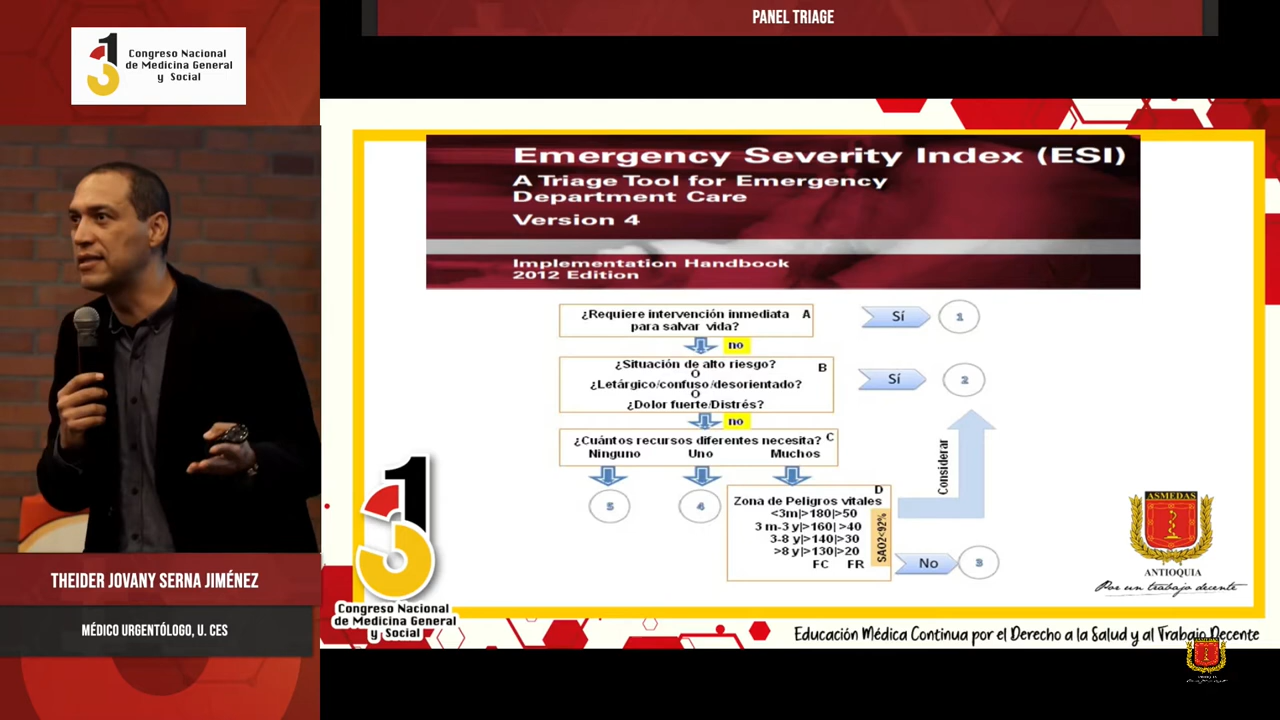 PANEL TRIAGE
13
Congreso Nacional
de Medicina General
y Social
THEIDER JOVANY SERNA JIMÉNEZ
MÉDICO URGENTÓLOGO, U. CES
Emergency Severity Index (ESI)
A Triage Tool for Emergency
Department Care
Version 4
Implementation Handbook
2012 Edition
¿Requiere intervención inmediata A
para salvar vida?
Sí
1
no
¿Situación de alto riesgo? B
O
¿Letárgico/confuso/desorientado?
O
¿Dolor fuerte/Distrés?
Sí
2
no
¿Cuántos recursos diferentes necesita? C
Ninguno Uno Muchos
5
4
D
Zona de Peligros vitales
<3m|>180|>50
3 m-3 y|>160| >40
3-8 y|>140|>30
>8 y|>130|>20
FC FR
SAO2<92%
Considerar
No
3
13
Congreso Nacional
de Medicina General
y Social
ASMEDAS
ANTIOQUIA
Por un trabajo decente
Educación Médica Continua por el Derecho a la Salud y al Trabajo Decente